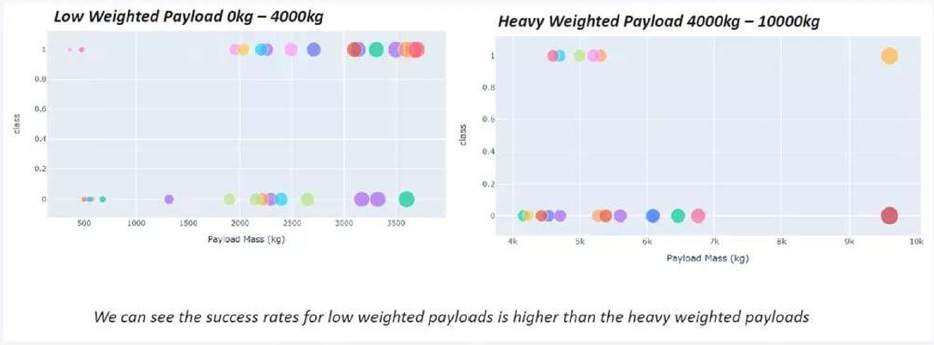 Low Weighted Payload 0kg – 4000kg
1
0.8
0.6
0.4
0.2
0
class
500
1000
1500
2000
2500
3000
3500
Payload Mass (kg)
Heavy Weighted Payload 4000kg – 10000kg
1
0.8
0.6
0.4
0.2
0
class
4k
5k
6k
7k
8k
9k
10k
Payload Mass (kg)
We can see the success rates for low weighted payloads is higher than the heavy weighted payloads